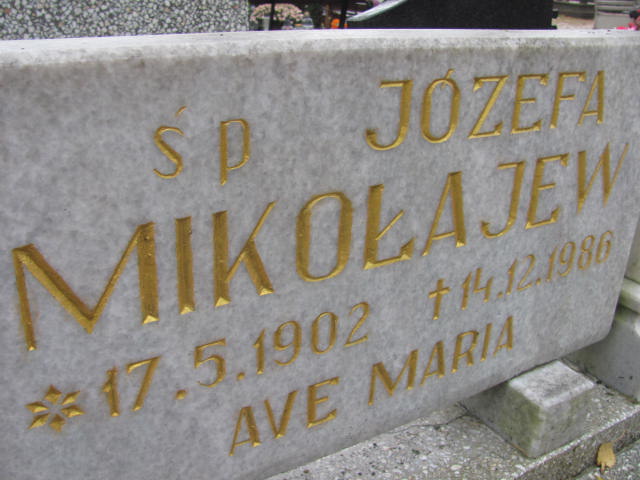 ŚP JÓZEFA
MIKOŁAJEW
* 17.5.1902 † 14.12.1986
AVE MARIA